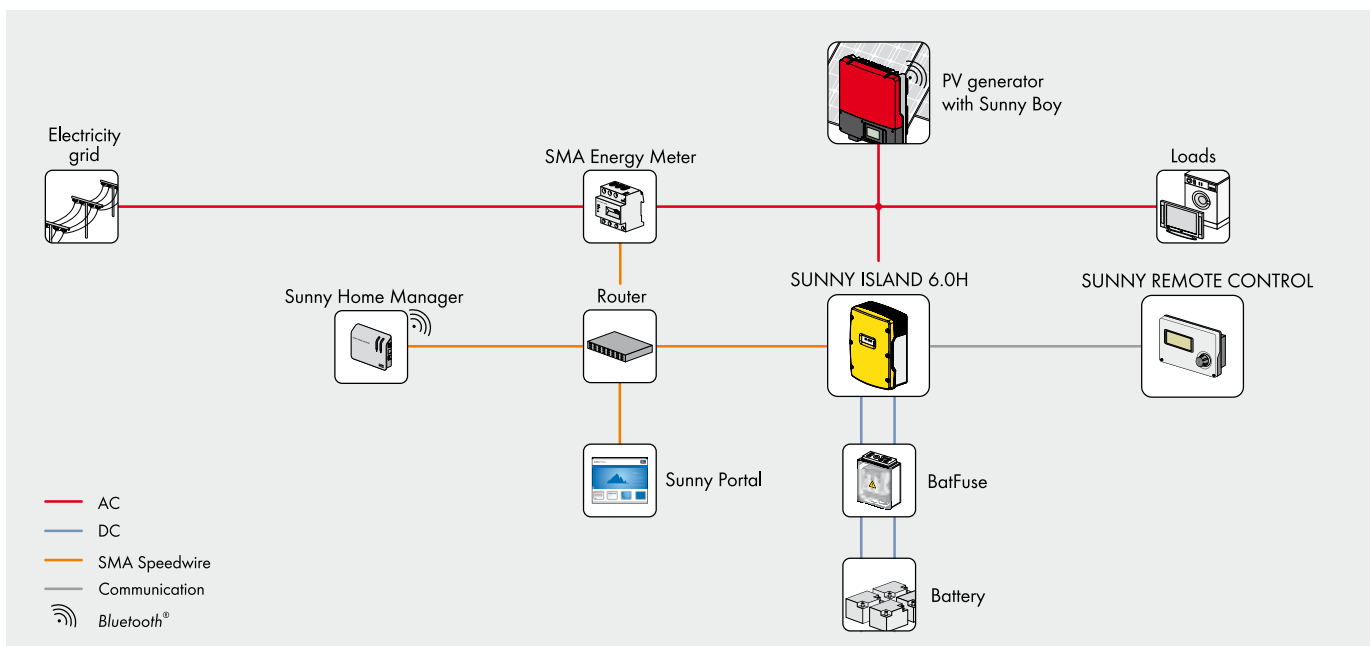 PV generator
with Sunny Boy
Electricity
grid
SMA Energy Meter
Loads
Sunny Home Manager
Router
SUNNY ISLAND 6.0H
SUNNY REMOTE CONTROL
Sunny Portal
BatFuse
Battery
AC
DC
SMA Speedwire
Communication
Bluetooth®